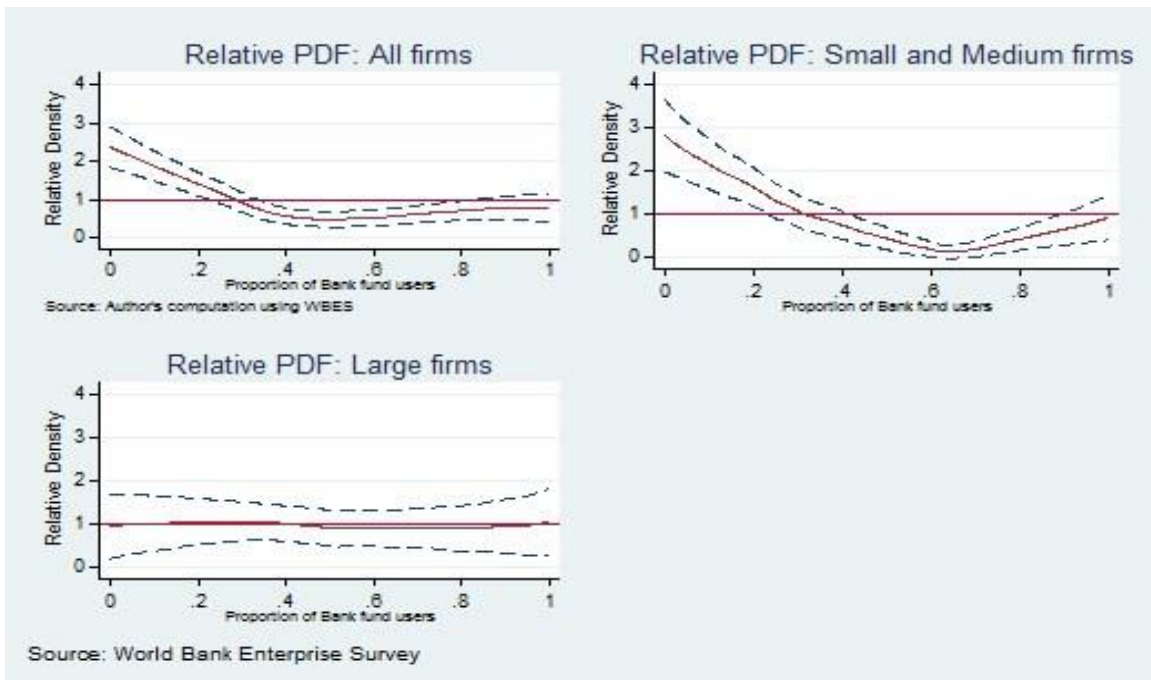 Relative PDF: All firms
Relative Density
4
3
2
1
0
0 .2 .4 .6 .8 1
Proportion of Bank fund users
Source: Author's computation using WBES
Relative PDF: Small and Medium firms
Relative Density
4
3
2
1
0
0 .2 .4 .6 .8 1
Proportion of Bank fund users
Relative PDF: Large firms
Relative Density
4
3
2
1
0
0 .2 .4 .6 .8 1
Proportion of Bank fund users
Source: World Bank Enterprise Survey